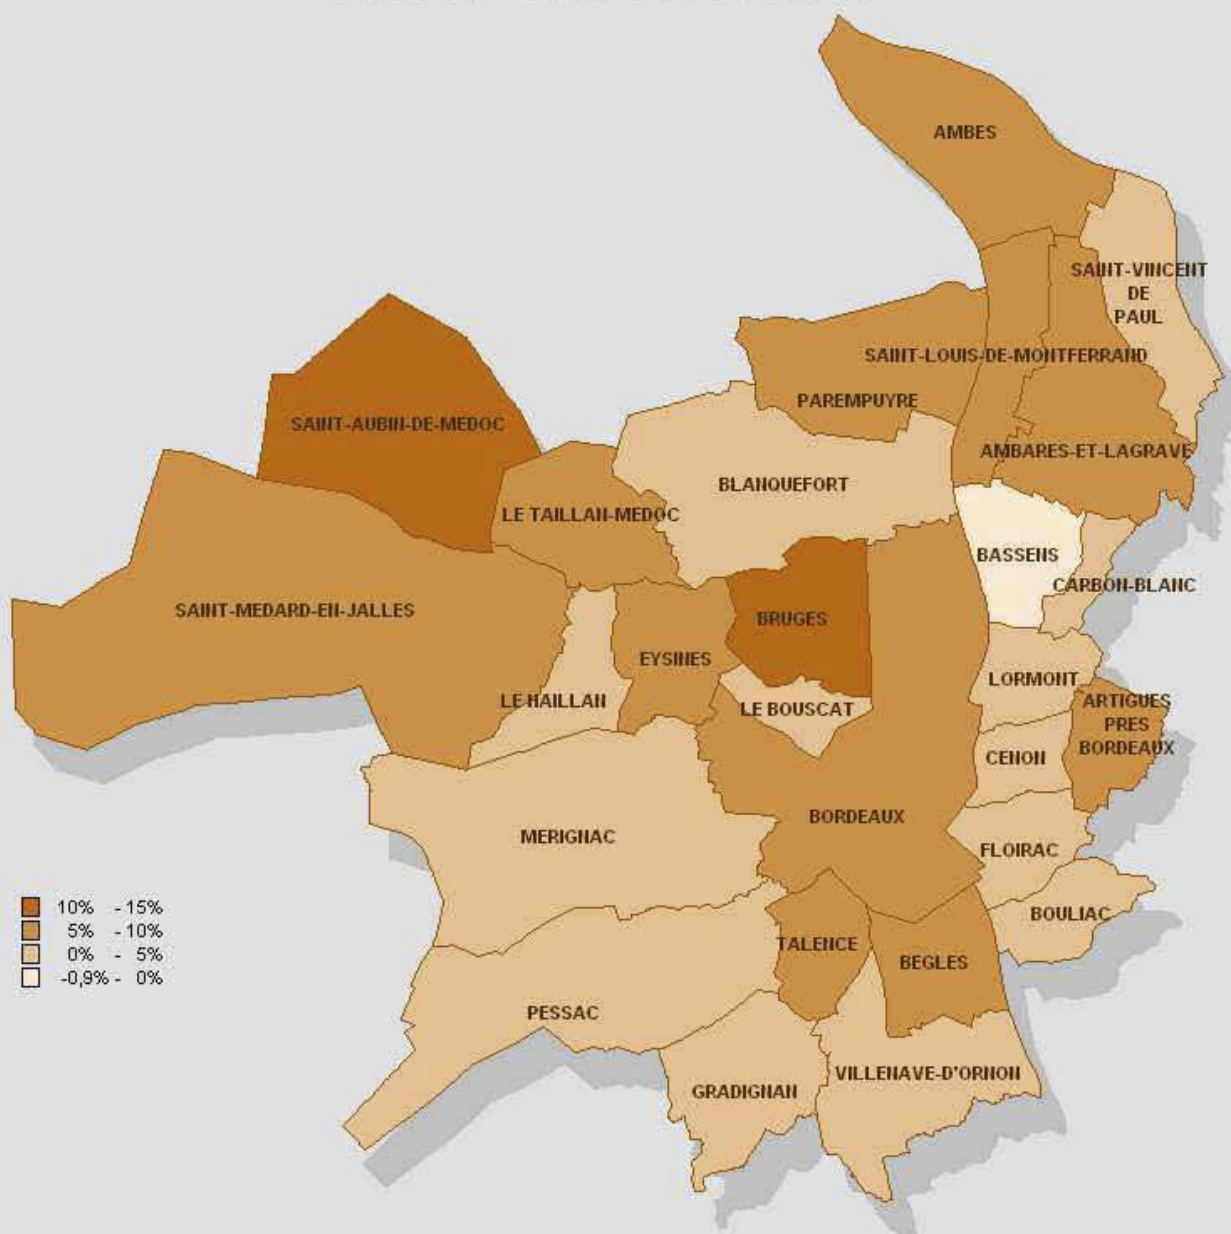 AMBES
SAINT-VINCENT
DE
PAUL
SAINT-LOUIS-DE-MONTFERRAND
PAREMPUYRE
SAINT-AUBIN-DE-MEDOC
AMBARES-ET-LAGRAVE
BLANQUEFORT
LE TAILLAN-MEDOC
BASSENS
CARBON-BLANC
SAINT-MEDARD-EN-JALLES
BRUGES
EYSINES
LORMONT
LE HAILLAN
LE BOUSCAT
ARTIGUES
PRES
BORDEAUX
CENON
BORDEAUX
MERIGNAC
FLOIRAC
BOULIAC
10% - 15%
5% - 10%
0% - 5%
-0,9% - 0%
TALENCE
BEGLES
PESSAC
VILLENAVE-D'ORNON
GRADIGNAN